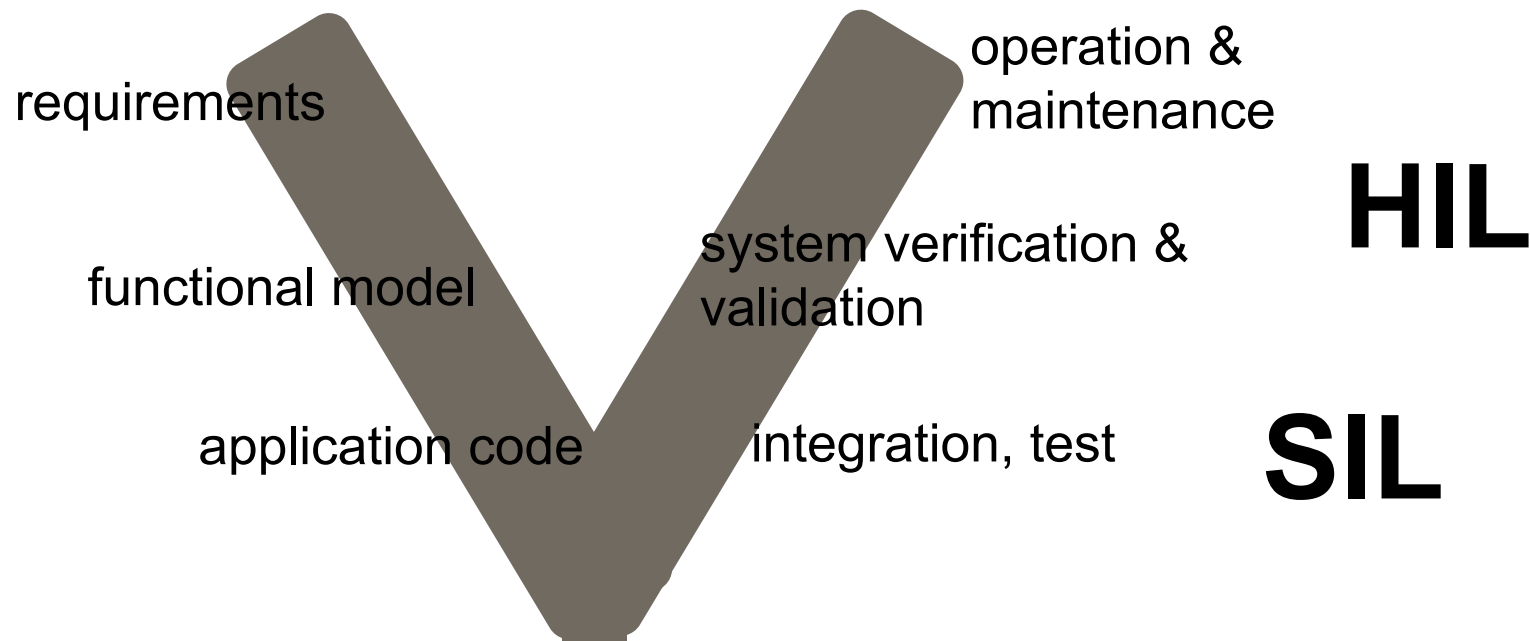 requirements
functional model
application code
operation &
maintenance
system verification &
validation
integration, test
HIL
SIL